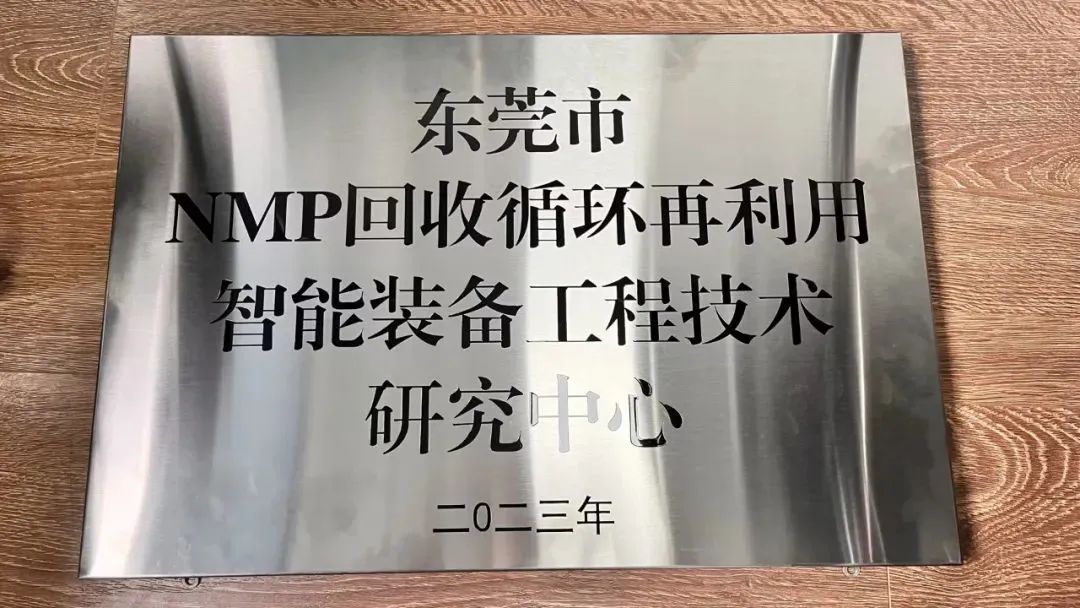 东莞市
NMP回收循环再利用
智能装备工程技术
研究中心
二0二三年